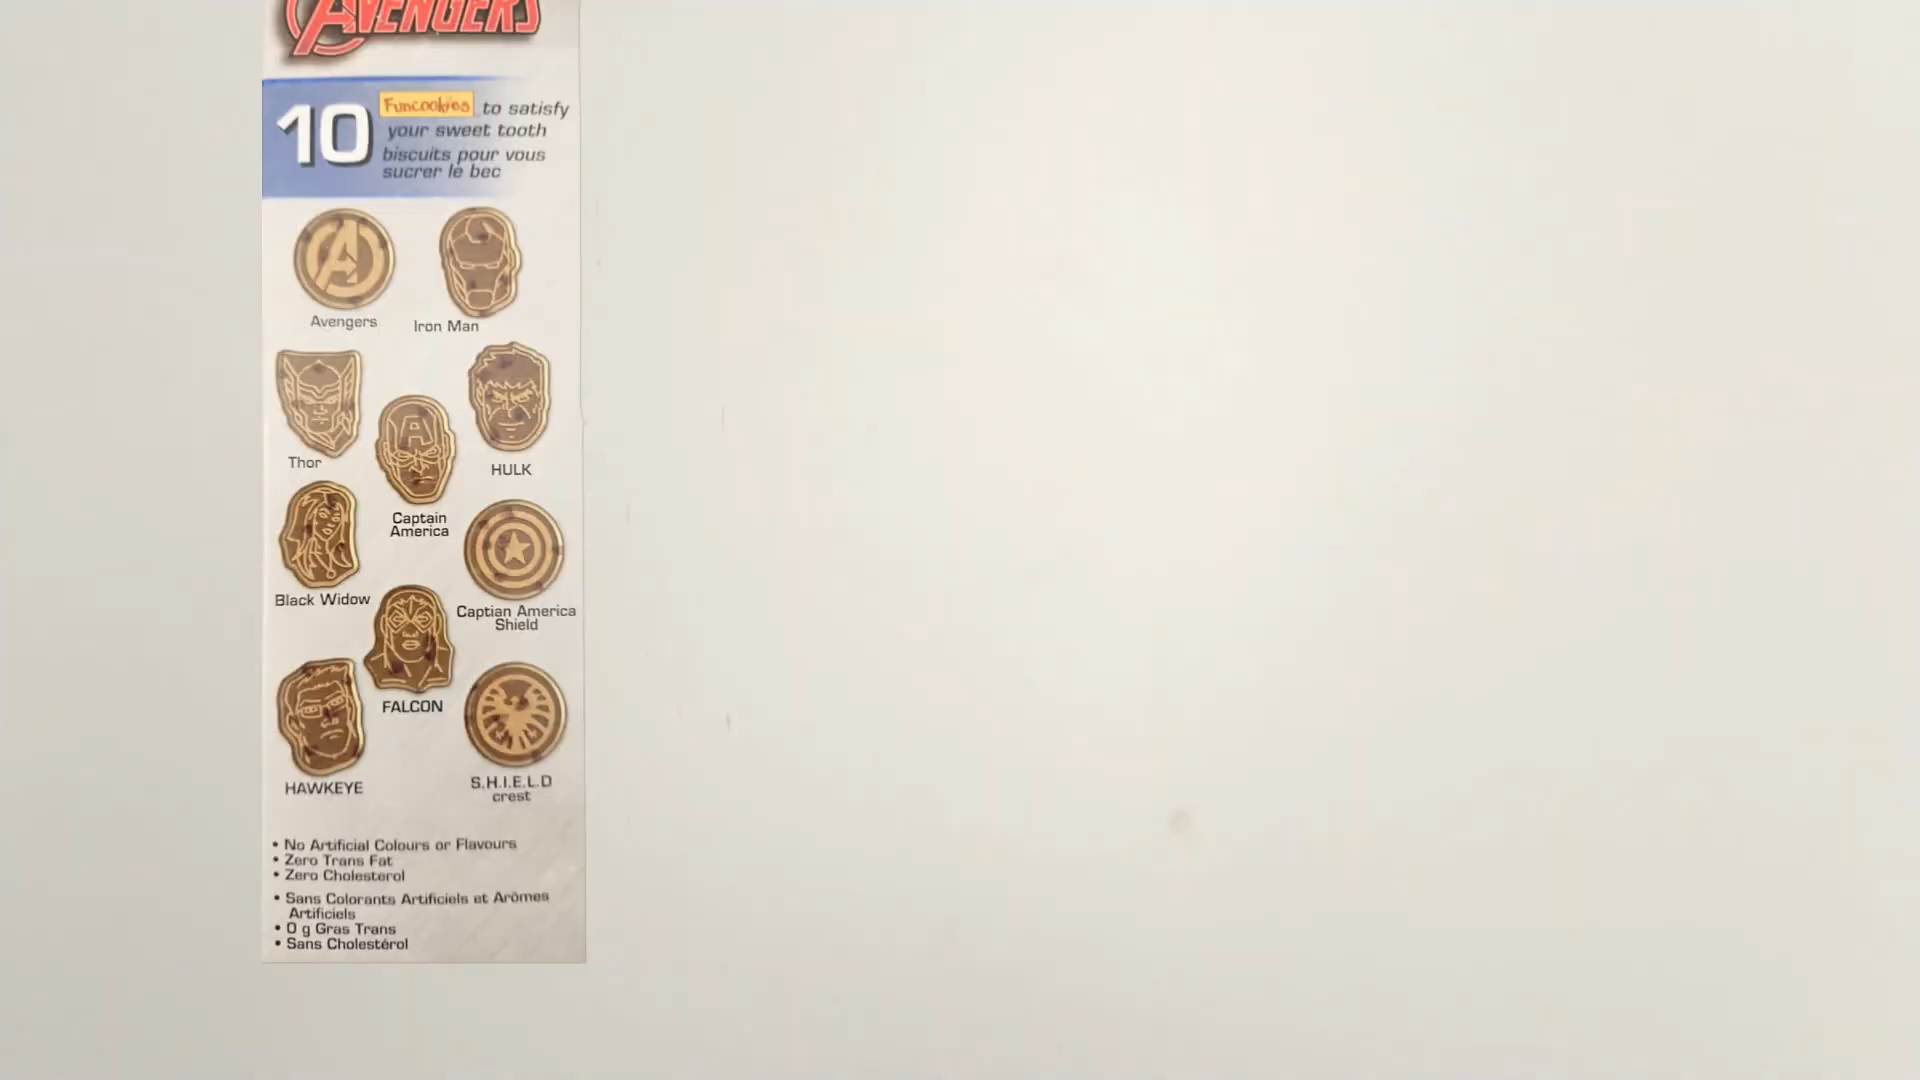 AVENGERS
10
Funcookies to satisfy
your sweet tooth
biscuits pour vous
sucrer le bec
Avengers
Iron Man
Thor
HULK
Captain
America
Black Widow
Captian America
Shield
FALCON
HAWKEYE
S.H.I.E.L.D
crest
• No Artificial Colours or Flavours
• Zero Trans Fat
• Zero Cholesterol
• Sans Colorants Artificiels et Arômes
Artificiels
• 0 g Gras Trans
• Sans Cholestérol